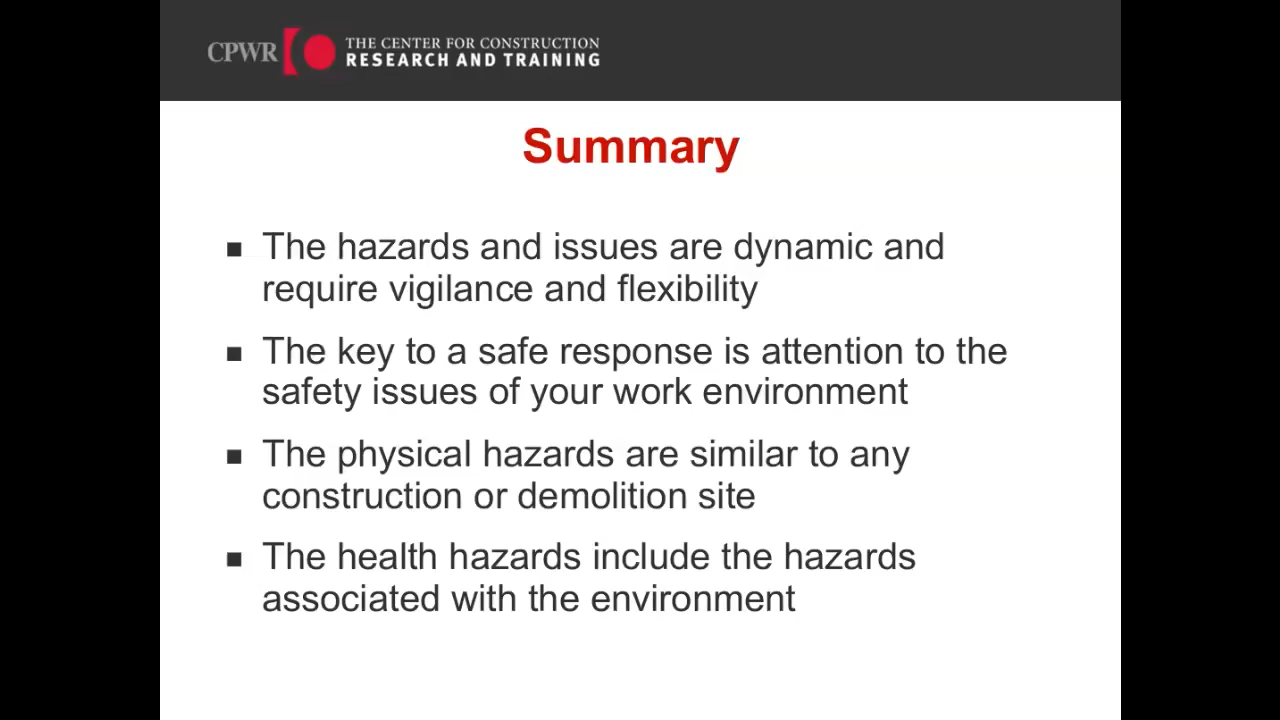 CPWR
THE CENTER FOR CONSTRUCTION
RESEARCH AND TRAINING
Summary
▪ The hazards and issues are dynamic and
require vigilance and flexibility
▪ The key to a safe response is attention to the
safety issues of your work environment
▪ The physical hazards are similar to any
construction or demolition site
▪ The health hazards include the hazards
associated with the environment